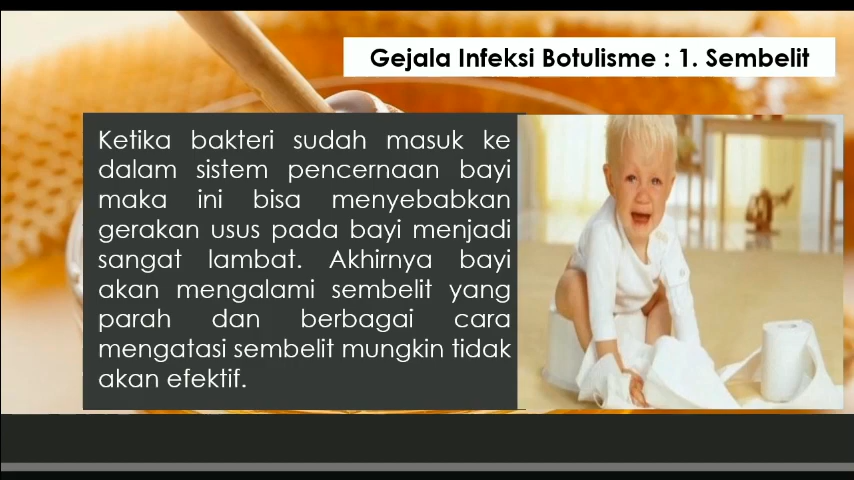 Gejala Infeksi Botulisme : 1. Sembelit
Ketika bakteri sudah masuk ke
dalam sistem pencernaan bayi
maka ini bisa menyebabkan
gerakan usus pada bayi menjadi
sangat lambat. Akhirnya bayi
akan mengalami sembelit yang
parah dan berbagai cara
mengatasi sembelit mungkin tidak
akan efektif.